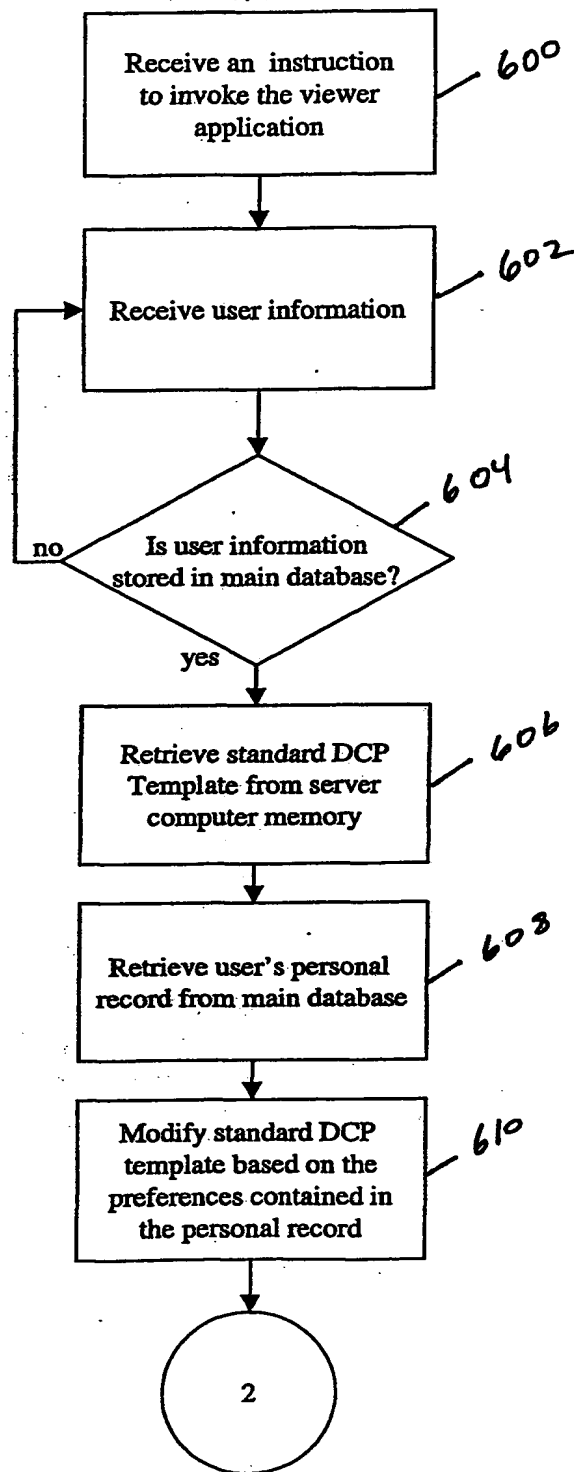 Receive an instruction
to invoke the viewer
application
600
Receive user information
602
Is user information
stored in main database?
604
no
yes
Retrieve standard DCP
Template from server
computer memory
606
Retrieve user's personal
record from main database
608
Modify standard DCP
template based on the
preferences contained in
the personal record
610
2